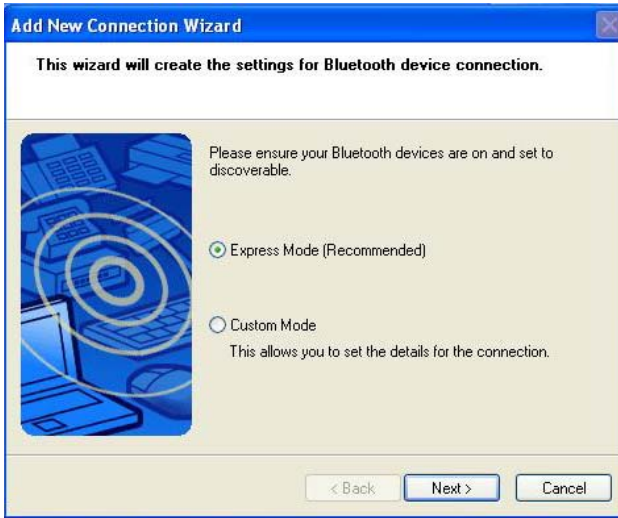 Add New Connection Wizard
This wizard will create the settings for Bluetooth device connection.
Please ensure your Bluetooth devices are on and set to
discoverable.
Express Mode (Recommended)
Custom Mode
This allows you to set the details for the connection.
< Back Next > Cancel